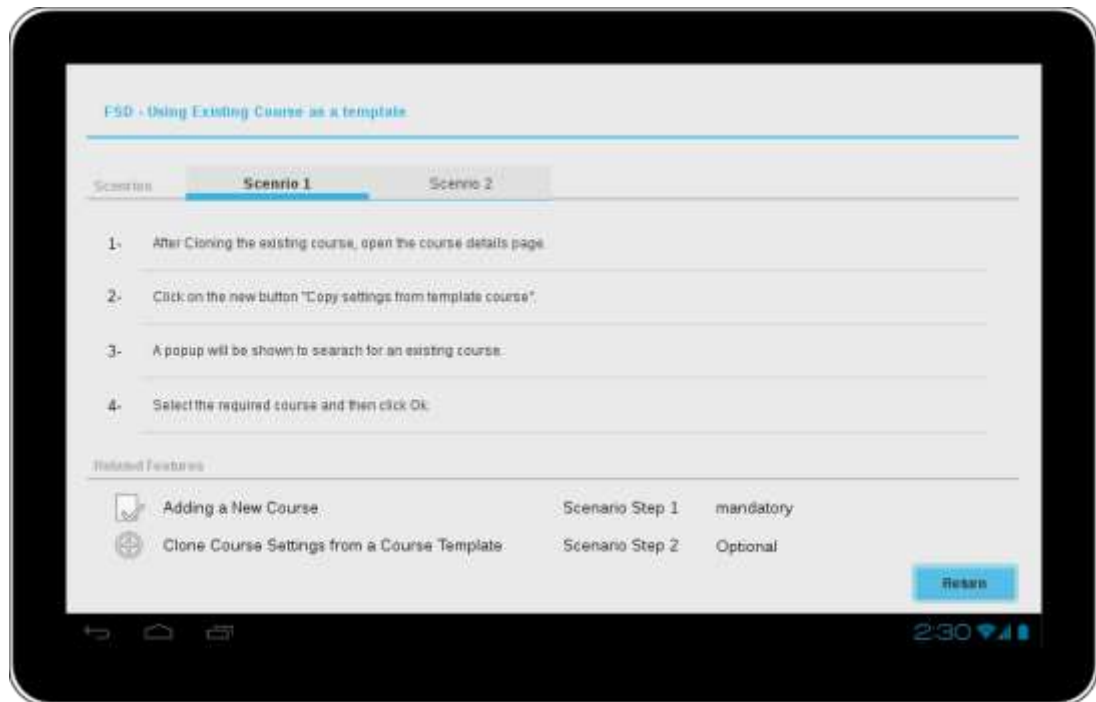 FSD - Using Existing Course as a template
Scenrios Scenrio 1 Scenrio 2
1- After Cloning the existing course, open the course details page.
2- Click on the new button "Copy settings from template course".
3- A popup will be shown to searach for an existing course.
4- Select the required course and then click Ok.
Related Features
Adding a New Course Scenario Step 1 mandatory
Clone Course Settings from a Course Template Scenario Step 2 Optional
Return
2:30